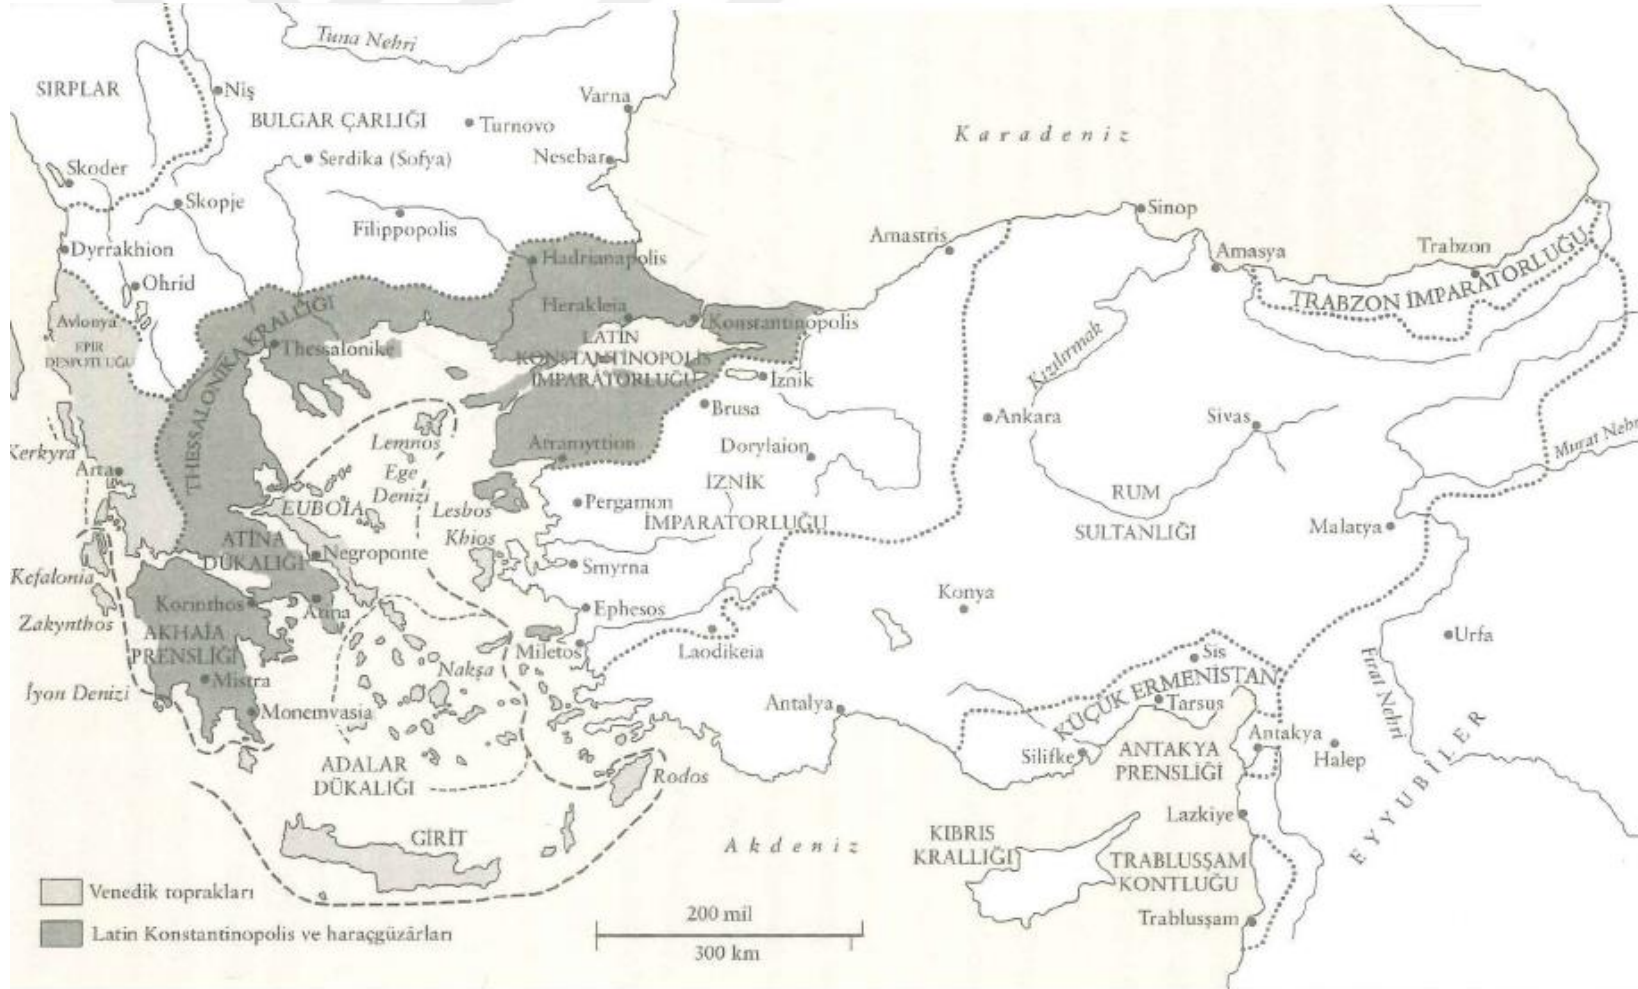 Tuna Nehri
SIRPLAR
Niş
Varna
BULGAR ÇARLIĞI
Turnovo
Karadeniz
Serdika (Sofya)
Nesebar
Skoder
Skopje
Sinop
Filippopolis
Amastris
Amasya
Trabzon
Dyrrakhion
Hadrianapolis
TRABZON İMPARATORLUĞU
Ohrid
Herakleia
Konstantinopolis
Avlonya
EPİR
DESPOTLUĞU
THESSALONİKA KRALLIĞI
Thessalonike
LATİN
KONSTANTİNOPOLİS
İMPARATORLUĞU
Kızılırmak
İznik
Brusa
Ankara
Sivas
Lemnos
Atramyttion
Dorylaion
Murat Nehri
Kerkyra
Arta
Ege
Denizi
İZNİK
İMPARATORLUĞU
EUBOİA
Lesbos
Pergamon
RUM
SULTANLIĞI
Malatya
Khios
ATİNA
DÜKALIĞI
Negroponte
Smyrna
Kefalonia
Korinthos
Atina
Ephesos
Konya
Zakynthos
AKHAİA
PRENSLİĞİ
Miletos
Laodikeia
Urfa
Sis
Nakşa
Mistra
KÜÇÜK ERMENİSTAN
Fırat Nehri
İyon Denizi
Monemvasia
Antalya
Tarsus
Silifke
ANTAKYA
PRENSLİĞİ
Antakya
Halep
ADALAR
DÜKALIĞI
Rodos
EYYUBİLER
Lazkiye
GİRİT
Akdeniz
KIBRIS
KRALLIĞI
TRABLUSŞAM
KONTLUĞU
Trablusşam
Venedik toprakları
Latin Konstantinopolis ve haraçgüzârları
200 mil
300 km